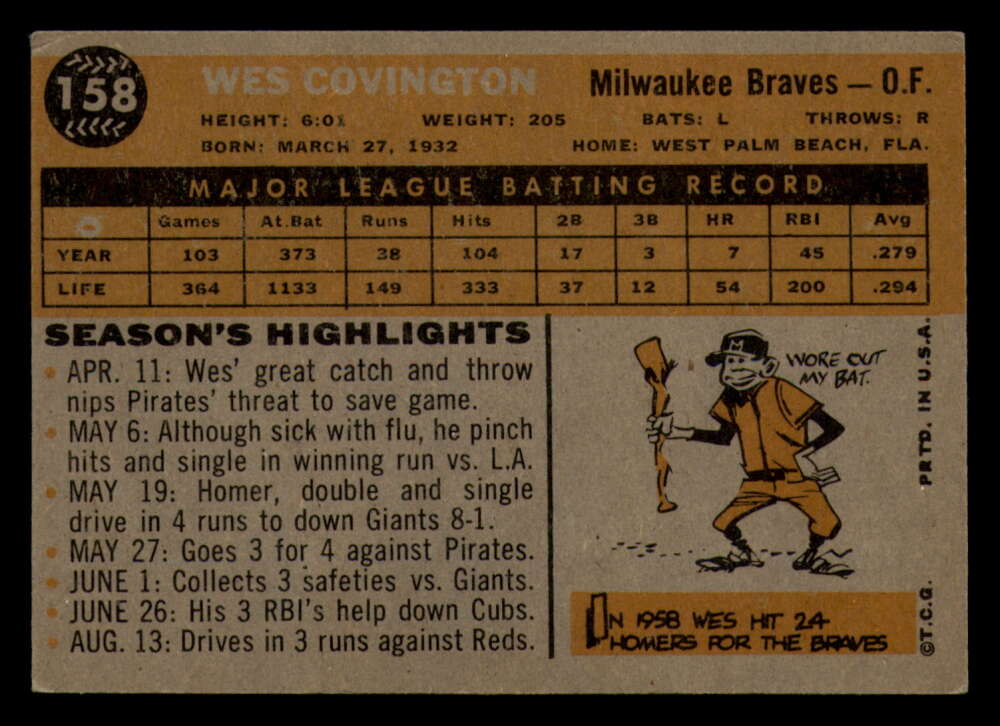 158
WES COVINGTON
Milwaukee Braves — O.F.
HEIGHT: 6:01 WEIGHT: 205 BATS: L THROWS: R
BORN: MARCH 27, 1932 HOME: WEST PALM BEACH, FLA.
MAJOR LEAGUE BATTING RECORD
Games At.Bat Runs Hits 2B 3B HR RBI Avg
YEAR 103 373 38 104 17 3 7 45 .279
LIFE 364 1133 149 333 37 12 54 200 .294
SEASON'S HIGHLIGHTS
• APR. 11: Wes' great catch and throw
nips Pirates' threat to save game.
• MAY 6: Although sick with flu, he pinch
hits and single in winning run vs. L.A.
• MAY 19: Homer, double and single
drive in 4 runs to down Giants 8-1.
• MAY 27: Goes 3 for 4 against Pirates.
• JUNE 1: Collects 3 safeties vs. Giants.
• JUNE 26: His 3 RBI's help down Cubs.
• AUG. 13: Drives in 3 runs against Reds.
M
WORE OUT
MY BAT.
IN 1958 WES HIT 24
HOMERS FOR THE BRAVES
©T.C.G. PRTD. IN U.S.A.